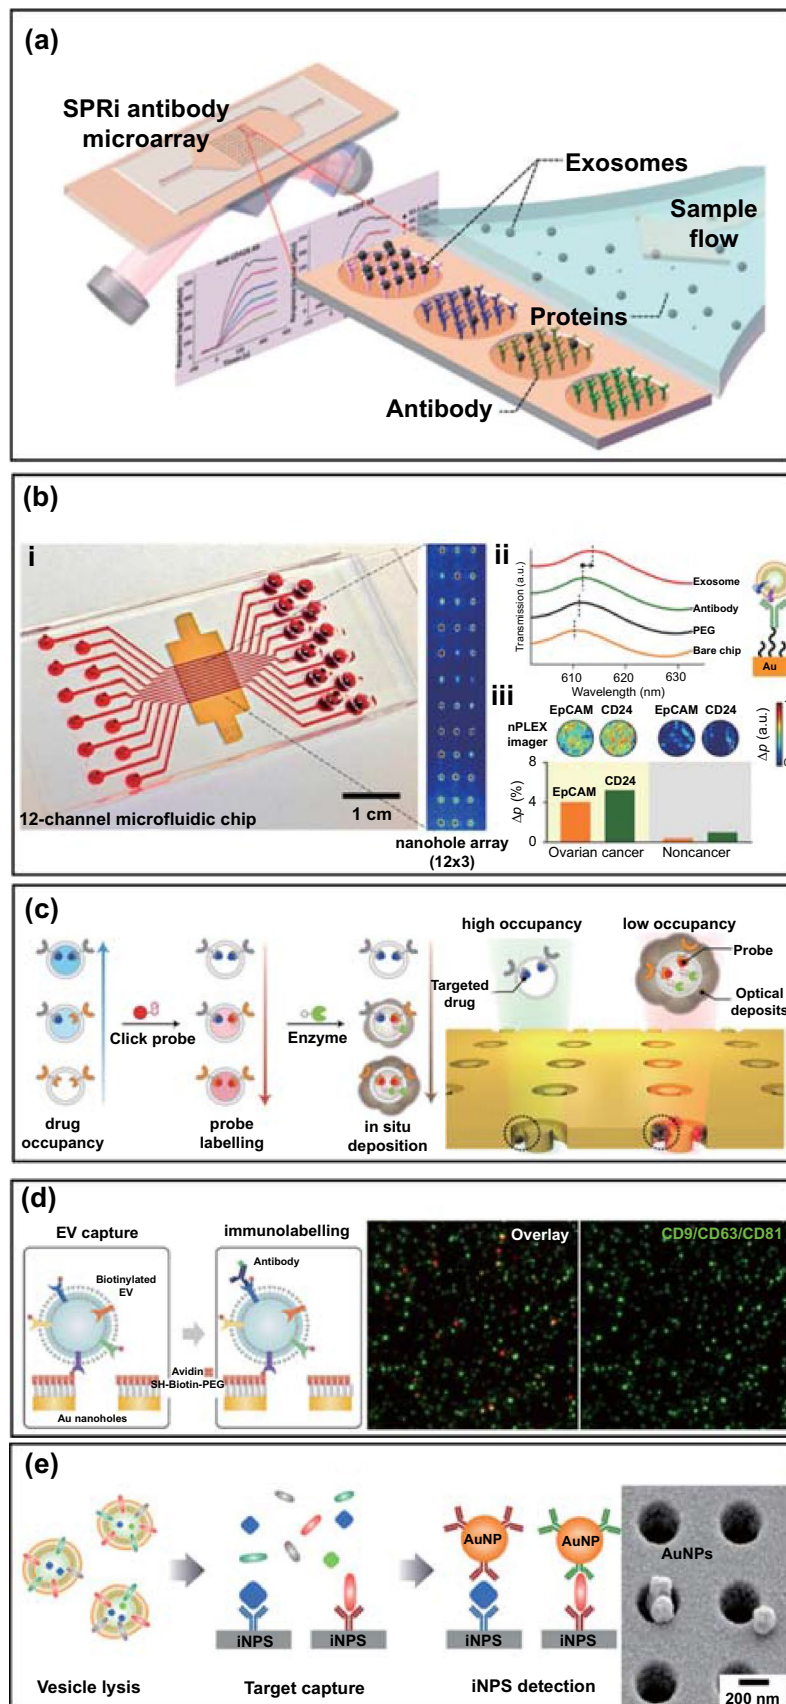 (a)
SPRi antibody
microarray
Exosomes
Sample
flow
Proteins
Antibody
(b)
i
12-channel microfluidic chip
1 cm
nanohole array
(12x3)
ii
Transmission (a.u.)
Exosome
Antibody
PEG
Bare chip
610
620
630
Wavelength (nm)
Au
iii
EpCAM
CD24
EpCAM
CD24
nPLEX
imager
Δp (a.u.)
0
Δp (%)
8
4
0
EpCAM
CD24
Ovarian cancer
Noncancer
(c)
drug
occupancy
Click probe
probe
labelling
Enzyme
in situ
deposition
high occupancy
low occupancy
Targeted
drug
Probe
Optical
deposits
(d)
EV capture
Biotinylated
EV
Au nanoholes
immunolabelling
Antibody
Avidin
SH-Biotin-PEG
Overlay
CD9/CD63/CD81
(e)
Vesicle lysis
iNPS
iNPS
Target capture
AuNP
AuNP
iNPS
iNPS
iNPS detection
AuNPs
200 nm